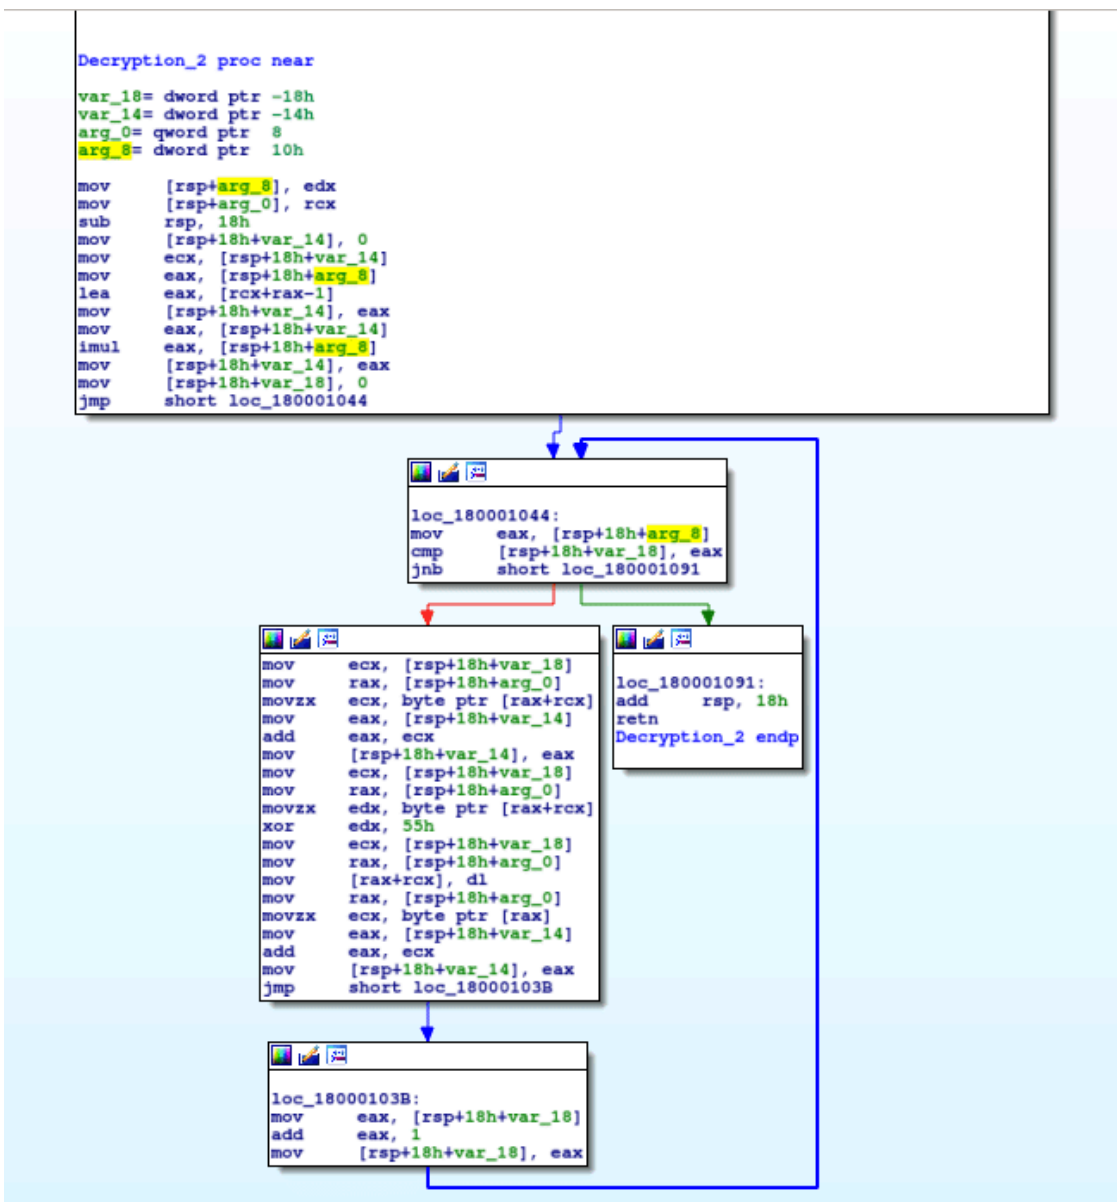 Decryption_2 proc near
var_18= dword ptr -18h
var_14= dword ptr -14h
arg_0= qword ptr  8
arg_8= dword ptr  10h
mov     [rsp+arg_8], edx
mov     [rsp+arg_0], rcx
sub     rsp, 18h
mov     [rsp+18h+var_14], 0
mov     ecx, [rsp+18h+var_14]
mov     eax, [rsp+18h+arg_8]
lea     eax, [rcx+rax-1]
mov     [rsp+18h+var_14], eax
mov     eax, [rsp+18h+var_14]
imul    eax, [rsp+18h+arg_8]
mov     [rsp+18h+var_14], eax
mov     [rsp+18h+var_18], 0
jmp     short loc_180001044
loc_180001044:
mov     eax, [rsp+18h+arg_8]
cmp     [rsp+18h+var_18], eax
jnb     short loc_180001091
mov     ecx, [rsp+18h+var_18]
mov     rax, [rsp+18h+arg_0]
movzx   ecx, byte ptr [rax+rcx]
mov     eax, [rsp+18h+var_14]
add     eax, ecx
mov     [rsp+18h+var_14], eax
mov     ecx, [rsp+18h+var_18]
mov     rax, [rsp+18h+arg_0]
movzx   edx, byte ptr [rax+rcx]
xor     edx, 55h
mov     ecx, [rsp+18h+var_18]
mov     rax, [rsp+18h+arg_0]
mov     [rax+rcx], dl
mov     rax, [rsp+18h+arg_0]
movzx   ecx, byte ptr [rax]
mov     eax, [rsp+18h+var_14]
add     eax, ecx
mov     [rsp+18h+var_14], eax
jmp     short loc_18000103B
loc_180001091:
add     rsp, 18h
retn
Decryption_2 endp
loc_18000103B:
mov     eax, [rsp+18h+var_18]
add     eax, 1
mov     [rsp+18h+var_18], eax